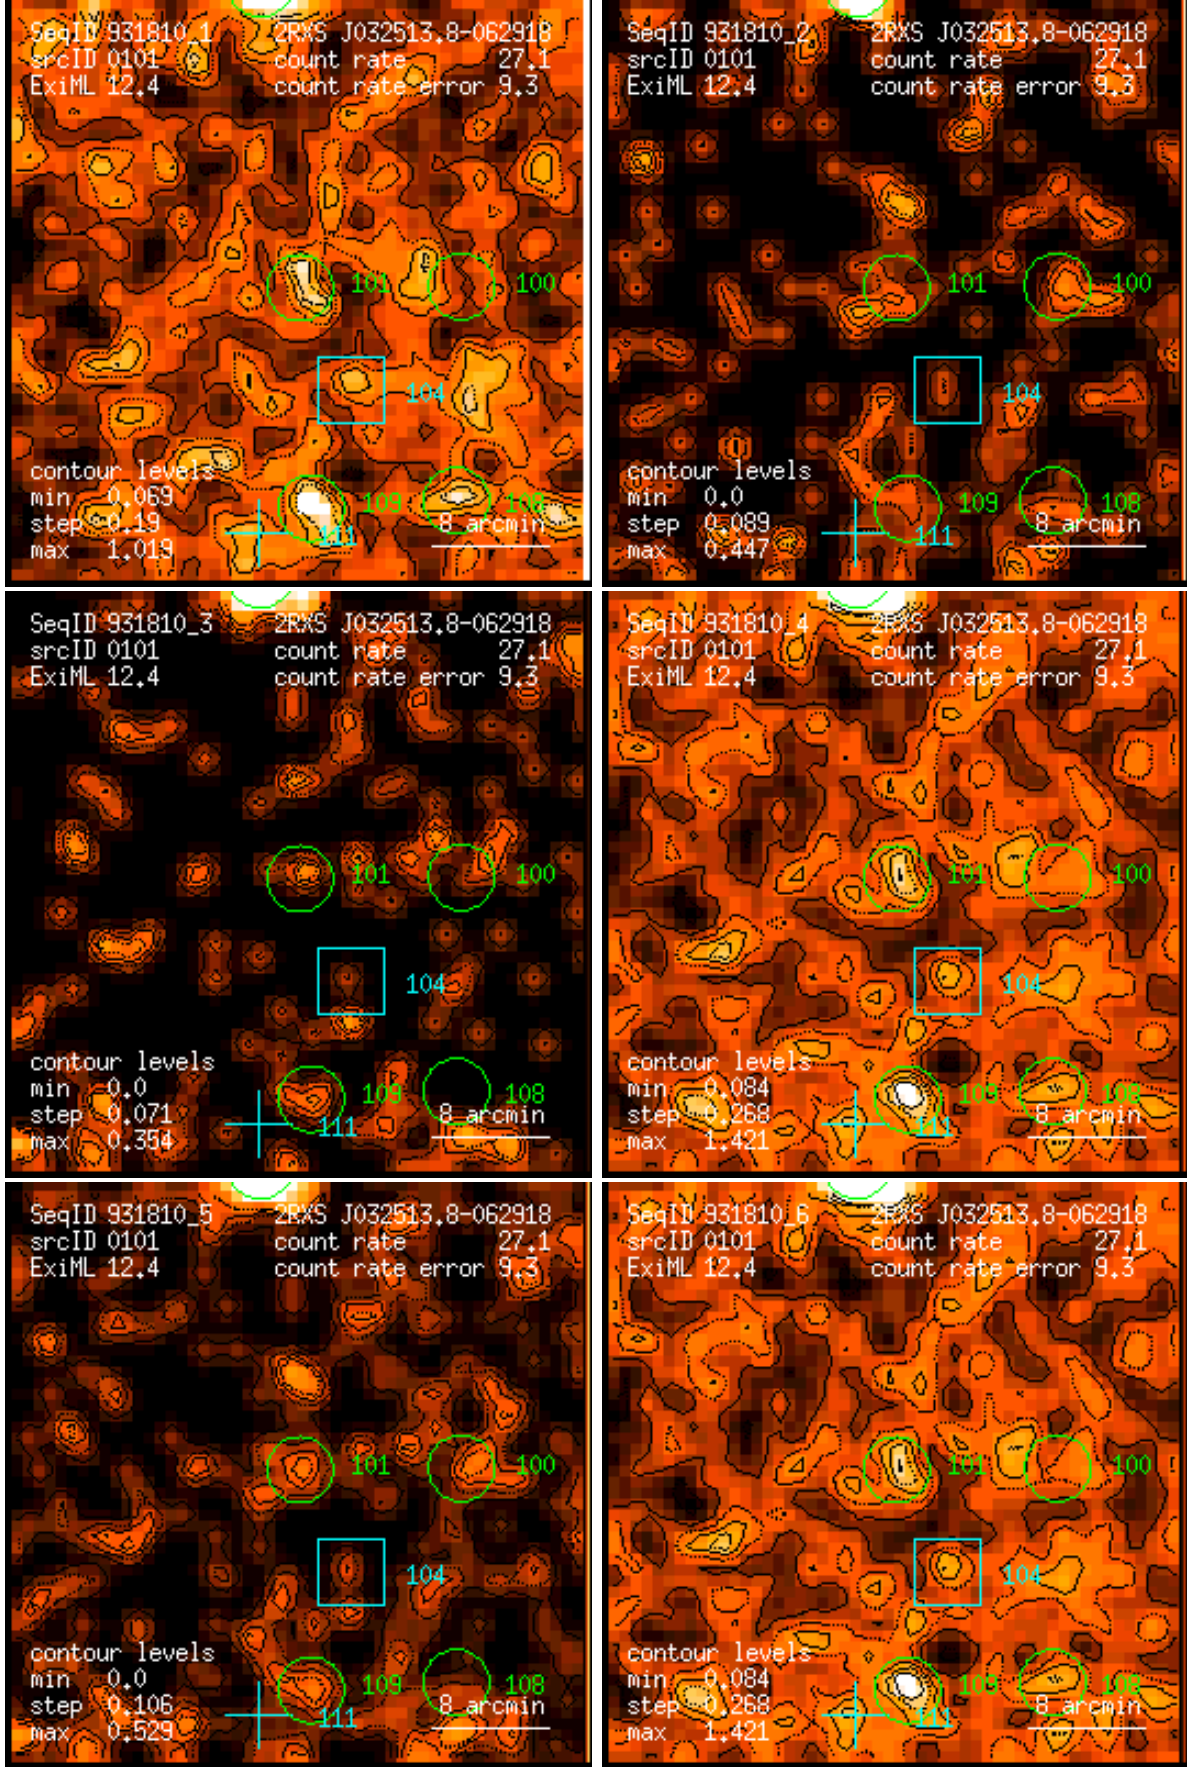 SeqID 931810_1 2RXS J032513.8-062918
srcID 0101 count rate 27.1
ExiML 12.4 count rate error 9.3
101 100
104
contour levels
min 0.069 109 108
step 0.19 8 arcmin
max 1.019 111
SeqID 931810_2 2RXS J032513.8-062918
srcID 0101 count rate 27.1
ExiML 12.4 count rate error 9.3
101 100
104
contour levels
min 0.0 109 108
step 0.089 8 arcmin
max 0.447 111
SeqID 931810_3 2RXS J032513.8-062918
srcID 0101 count rate 27.1
ExiML 12.4 count rate error 9.3
101 100
104
contour levels
min 0.0 109 108
step 0.071 8 arcmin
max 0.354 111
SeqID 931810_4 2RXS J032513.8-062918
srcID 0101 count rate 27.1
ExiML 12.4 count rate error 9.3
101 100
104
contour levels
min 0.084 109 108
step 0.268 8 arcmin
max 1.421 111
SeqID 931810_5 2RXS J032513.8-062918
srcID 0101 count rate 27.1
ExiML 12.4 count rate error 9.3
101 100
104
contour levels
min 0.0 109 108
step 0.106 8 arcmin
max 0.529 111
SeqID 931810_6 2RXS J032513.8-062918
srcID 0101 count rate 27.1
ExiML 12.4 count rate error 9.3
101 100
104
contour levels
min 0.084 109 108
step 0.268 8 arcmin
max 1.421 111